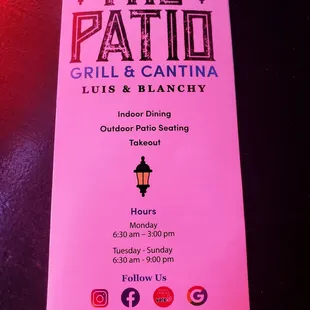 THE
PATIO
GRILL & CANTINA
LUIS & BLANCHY
Indoor Dining
Outdoor Patio Seating
Takeout
Hours
Monday
6:30 am – 3:00 pm
Tuesday - Sunday
6:30 am - 9:00 pm
Follow Us